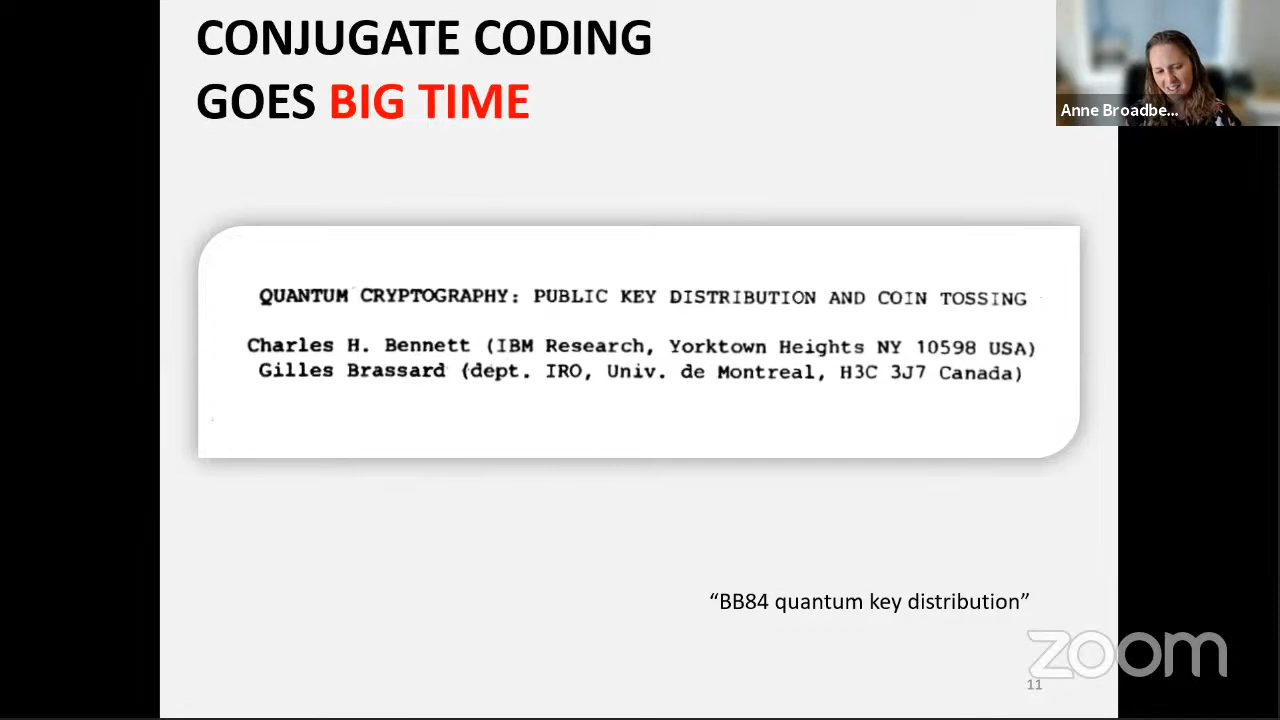 CONJUGATE CODING
GOES BIG TIME
Anne Broadbe...
QUANTUM CRYPTOGRAPHY: PUBLIC KEY DISTRIBUTION AND COIN TOSSING
Charles H. Bennett (IBM Research, Yorktown Heights NY 10598 USA)
Gilles Brassard (dept. IRO, Univ. de Montreal, H3C 3J7 Canada)
“BB84 quantum key distribution”
zoom
11